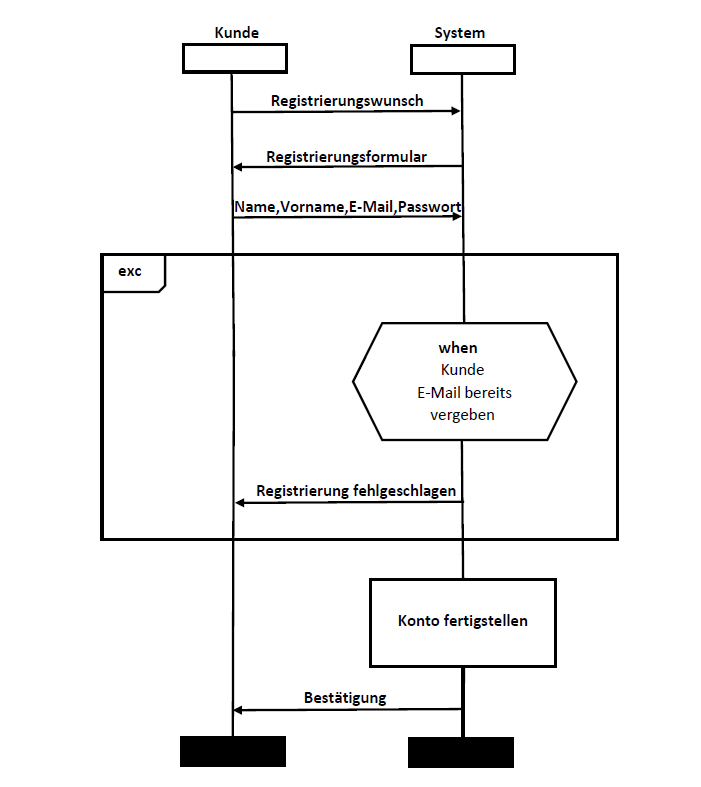 Kunde
System
Registrierungswunsch
Registrierungsformular
Name,Vorname,E-Mail,Passwort
exc
when
Kunde
E-Mail bereits
vergeben
Registrierung fehlgeschlagen
Konto fertigstellen
Bestätigung